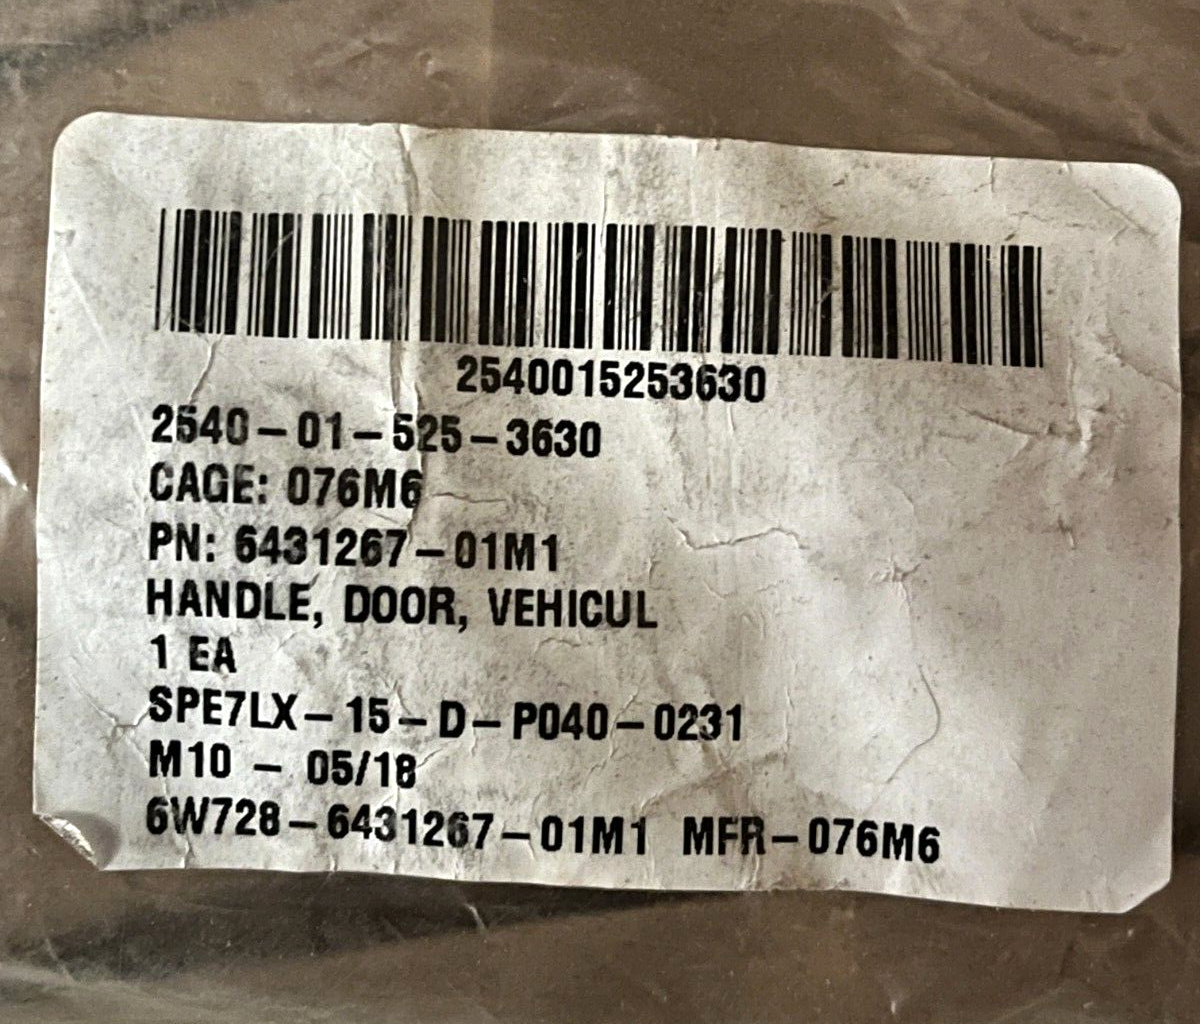 2540015253630
2540-01-525-3630
CAGE: 076M6
PN: 6431267-01M1
HANDLE, DOOR, VEHICUL
1 EA
SPE7LX-15-D-P040-0231
M10 - 05/18
6W728-6431267-01M1 MFR-076M6